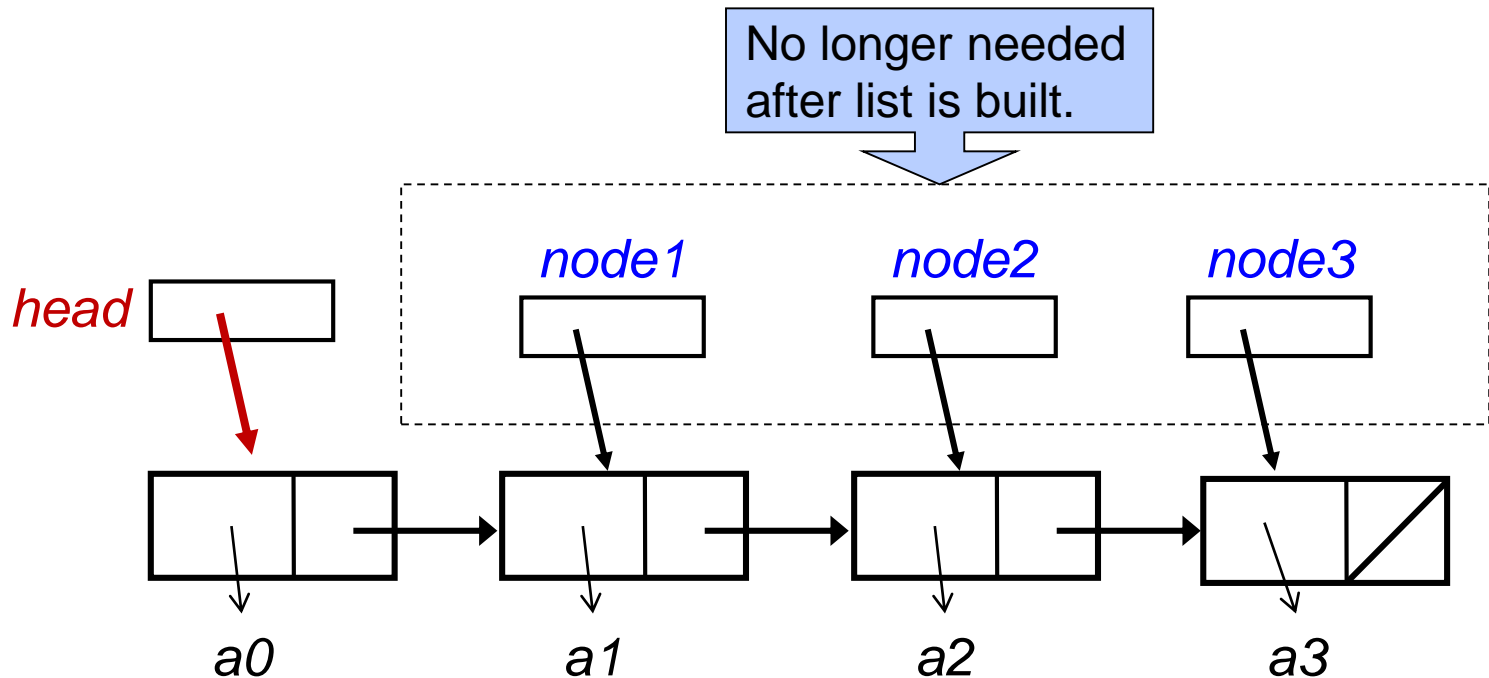 No longer needed
after list is built.
node1 node2 node3
head
a0 a1 a2 a3